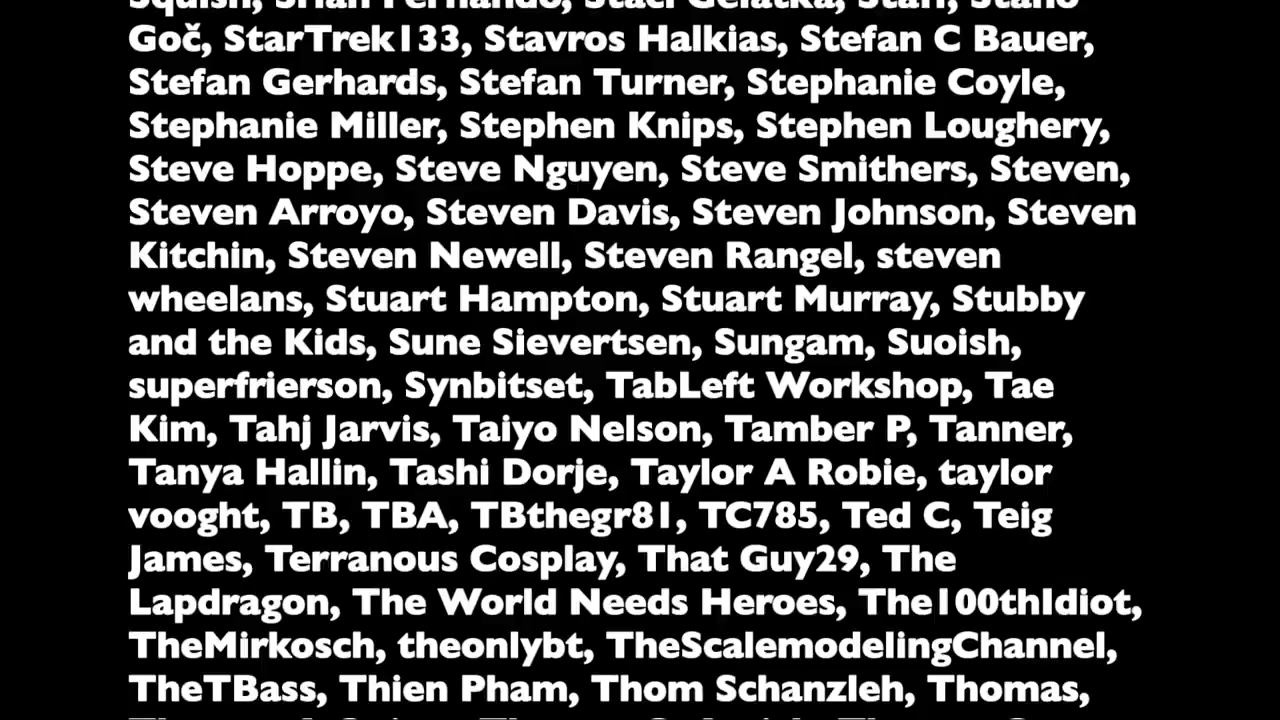 Squish, Srian Fernando, Staci Gelatka, Starl, Stano
Goč, StarTrek133, Stavros Halkias, Stefan C Bauer,
Stefan Gerhards, Stefan Turner, Stephanie Coyle,
Stephanie Miller, Stephen Knips, Stephen Loughery,
Steve Hoppe, Steve Nguyen, Steve Smithers, Steven,
Steven Arroyo, Steven Davis, Steven Johnson, Steven
Kitchin, Steven Newell, Steven Rangel, steven
wheelans, Stuart Hampton, Stuart Murray, Stubby
and the Kids, Sune Sievertsen, Sungam, Suoish,
superfrierson, Synbitset, TabLeft Workshop, Tae
Kim, Tahj Jarvis, Taiyo Nelson, Tamber P, Tanner,
Tanya Hallin, Tashi Dorje, Taylor A Robie, taylor
vooght, TB, TBA, TBthegr81, TC785, Ted C, Teig
James, Terranous Cosplay, That Guy29, The
Lapdragon, The World Needs Heroes, The100thIdiot,
TheMirkosch, theonlybt, TheScalemodelingChannel,
TheTBass, Thien Pham, Thom Schanzleh, Thomas,